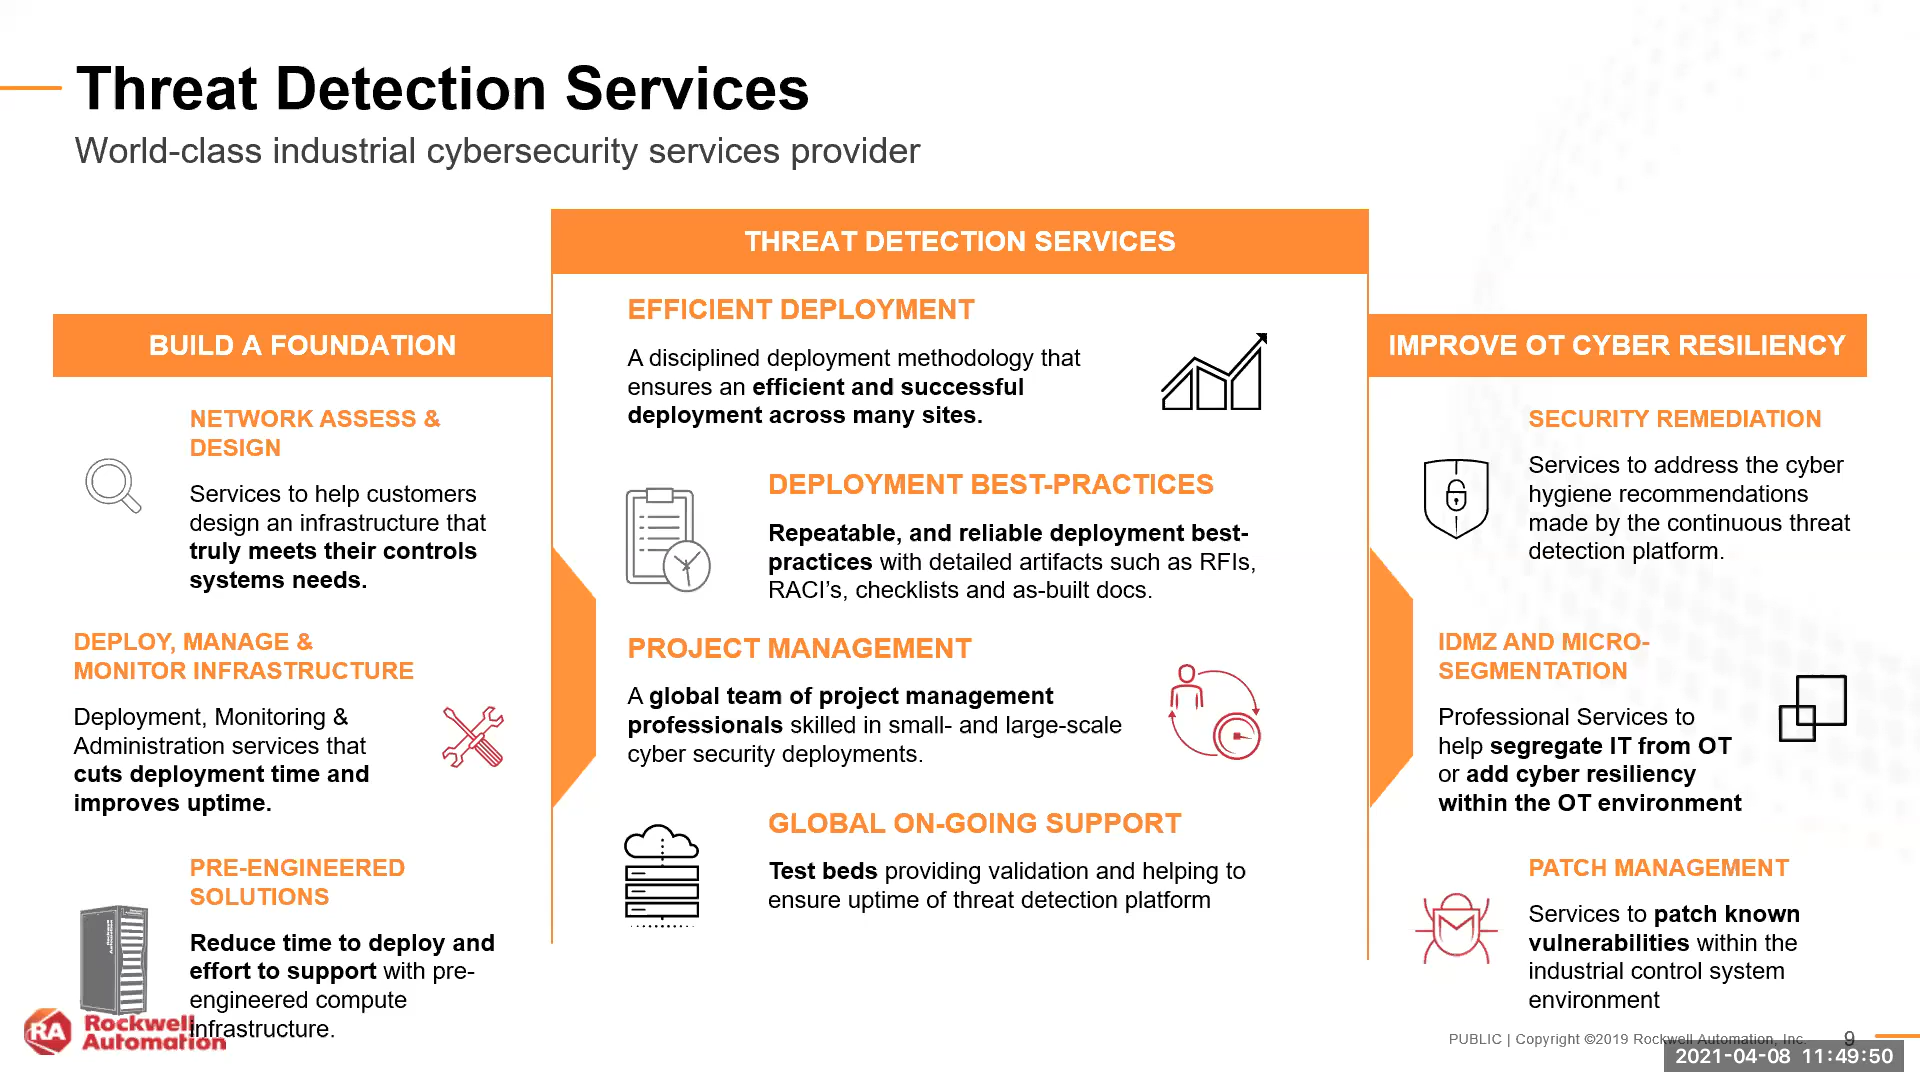 Threat Detection Services
World-class industrial cybersecurity services provider
BUILD A FOUNDATION
NETWORK ASSESS &
DESIGN
Services to help customers
design an infrastructure that
truly meets their controls
systems needs.
DEPLOY, MANAGE &
MONITOR INFRASTRUCTURE
Deployment, Monitoring &
Administration services that
cuts deployment time and
improves uptime.
PRE-ENGINEERED
SOLUTIONS
Reduce time to deploy and
effort to support with pre-
engineered compute
infrastructure.
THREAT DETECTION SERVICES
EFFICIENT DEPLOYMENT
A disciplined deployment methodology that
ensures an efficient and successful
deployment across many sites.
DEPLOYMENT BEST-PRACTICES
Repeatable, and reliable deployment best-
practices with detailed artifacts such as RFIs,
RACI’s, checklists and as-built docs.
PROJECT MANAGEMENT
A global team of project management
professionals skilled in small- and large-scale
cyber security deployments.
GLOBAL ON-GOING SUPPORT
Test beds providing validation and helping to
ensure uptime of threat detection platform
IMPROVE OT CYBER RESILIENCY
SECURITY REMEDIATION
Services to address the cyber
hygiene recommendations
made by the continuous threat
detection platform.
IDMZ AND MICRO-
SEGMENTATION
Professional Services to
help segregate IT from OT
or add cyber resiliency
within the OT environment
PATCH MANAGEMENT
Services to patch known
vulnerabilities within the
industrial control system
environment
RA
Rockwell
Automation
PUBLIC | Copyright ©2019 Rockwell Automation, Inc.
9
2021-04-08 11:49:50